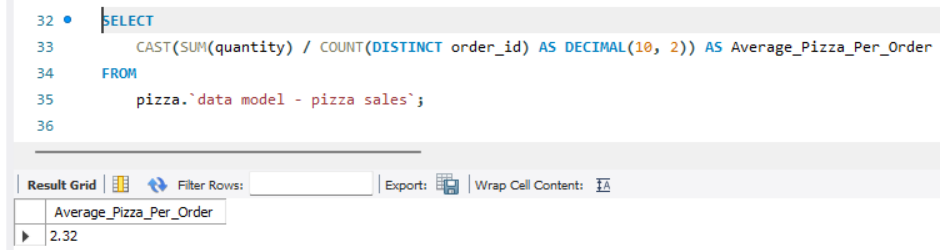 32 SELECT
33 CAST(SUM(quantity) / COUNT(DISTINCT order_id) AS DECIMAL(10, 2)) AS Average_Pizza_Per_Order
34 FROM
35 pizza.`data model - pizza sales`;
36
Result Grid Filter Rows: Export: Wrap Cell Content: IA
Average_Pizza_Per_Order
2.32